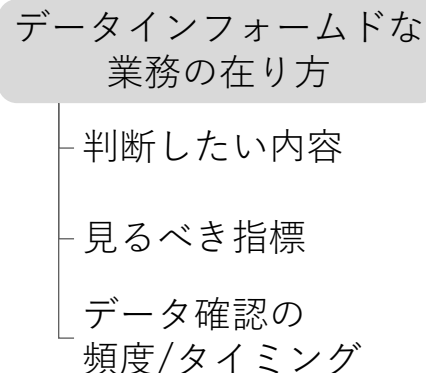 データインフォームドな
業務の在り方
判断したい内容
見るべき指標
データ確認の
頻度/タイミング